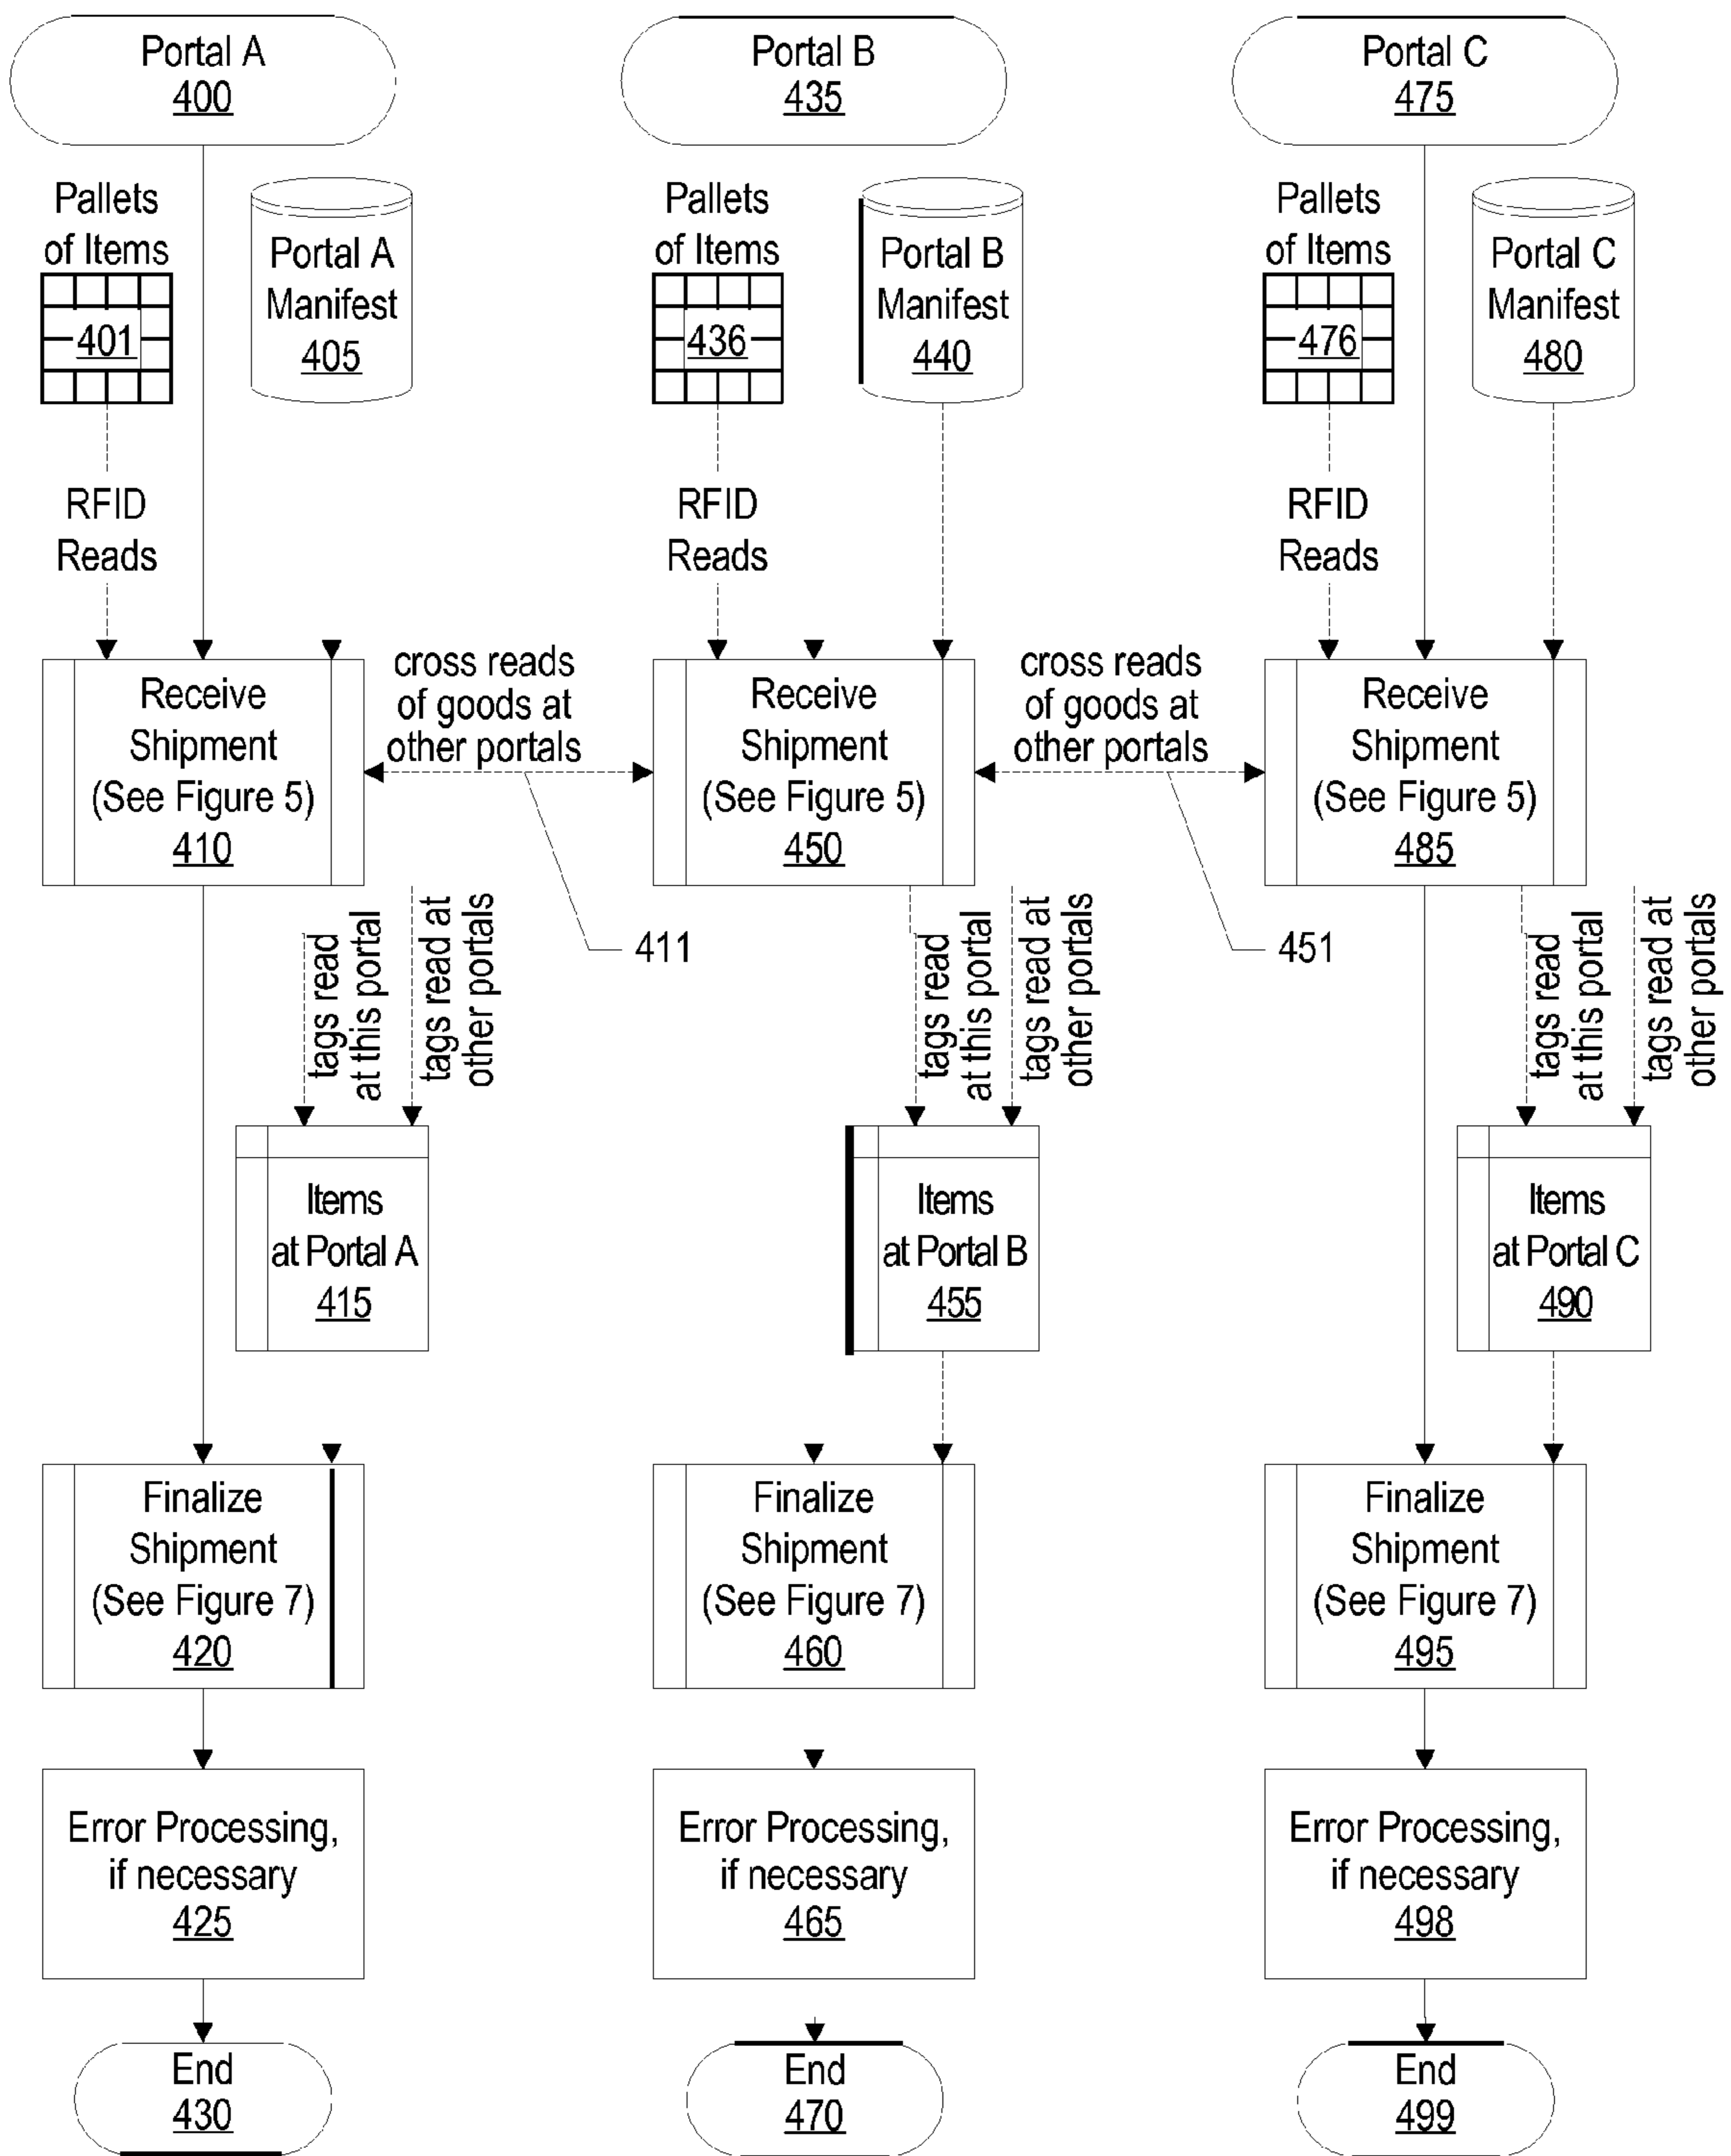 Portal A
400
Portal B
435
Portal C
475
Pallets
of Items
401
Portal A
Manifest
405
Pallets
of Items
436
Portal B
Manifest
440
Pallets
of Items
476
Portal C
Manifest
480
RFID
Reads
RFID
Reads
RFID
Reads
Receive
Shipment
(See Figure 5)
410
cross reads
of goods at
other portals
411
Receive
Shipment
(See Figure 5)
450
cross reads
of goods at
other portals
451
Receive
Shipment
(See Figure 5)
485
tags read
at this portal
tags read at
other portals
tags read
at this portal
tags read at
other portals
tags read
at this portal
tags read at
other portals
Items
at Portal A
415
Items
at Portal B
455
Items
at Portal C
490
Finalize
Shipment
(See Figure 7)
420
Finalize
Shipment
(See Figure 7)
460
Finalize
Shipment
(See Figure 7)
495
Error Processing,
if necessary
425
Error Processing,
if necessary
465
Error Processing,
if necessary
498
End
430
End
470
End
499